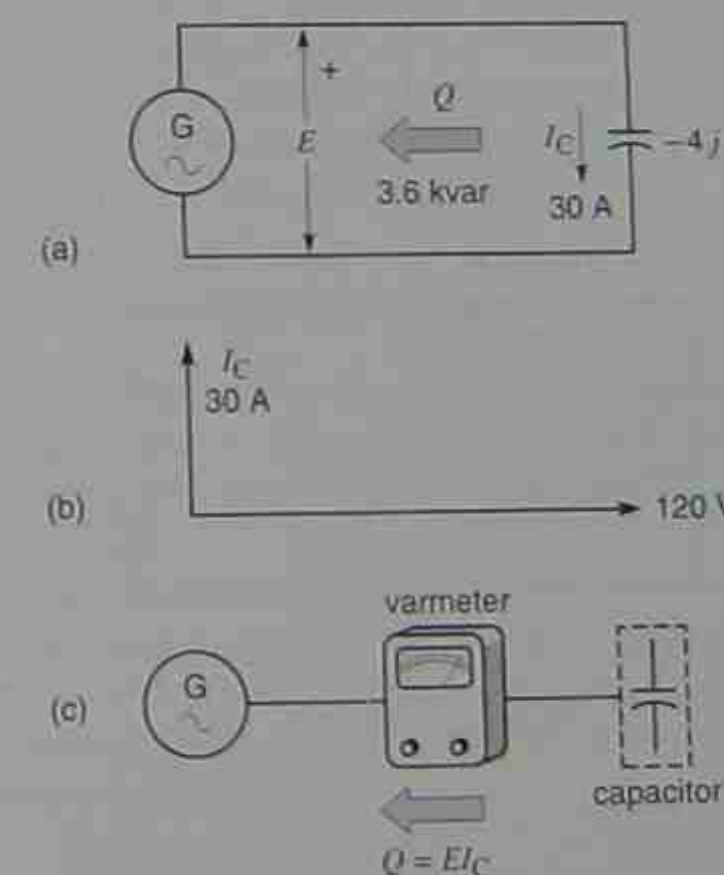 +
G
E
Q
I_C
−4 j
3.6 kvar
30 A
(a)
I_C
30 A
(b)
120 V
varmeter
G
(c)
capacitor
Q = EI_C